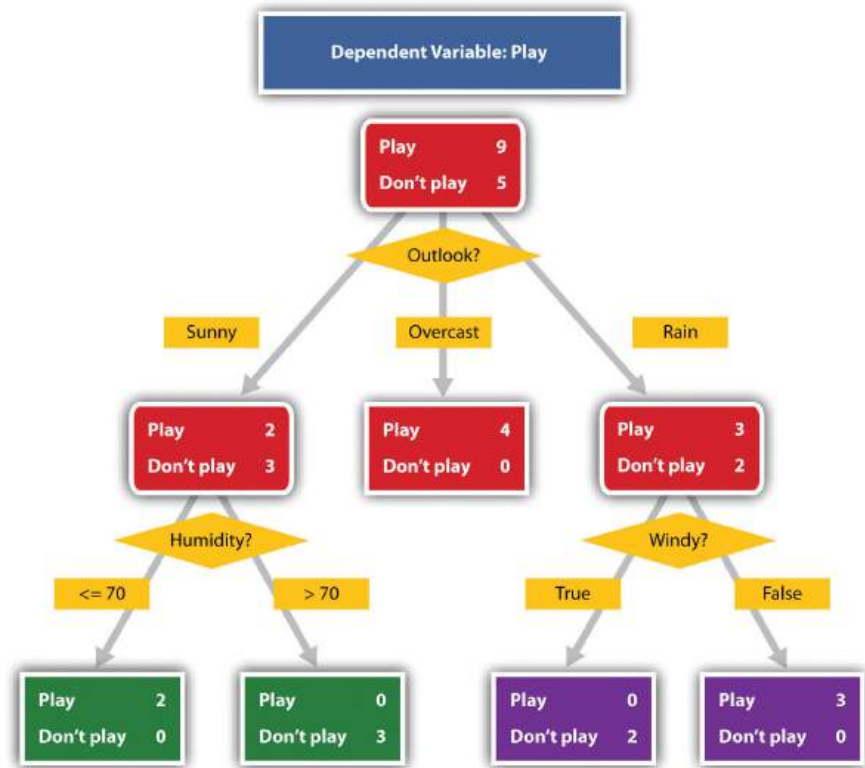 Dependent Variable: Play
Play 9
Don't play 5
Outlook?
Sunny
Overcast
Rain
Play 2
Don't play 3
Play 4
Don't play 0
Play 3
Don't play 2
Humidity?
Windy?
<= 70
> 70
True
False
Play 2
Don't play 0
Play 0
Don't play 3
Play 0
Don't play 2
Play 3
Don't play 0